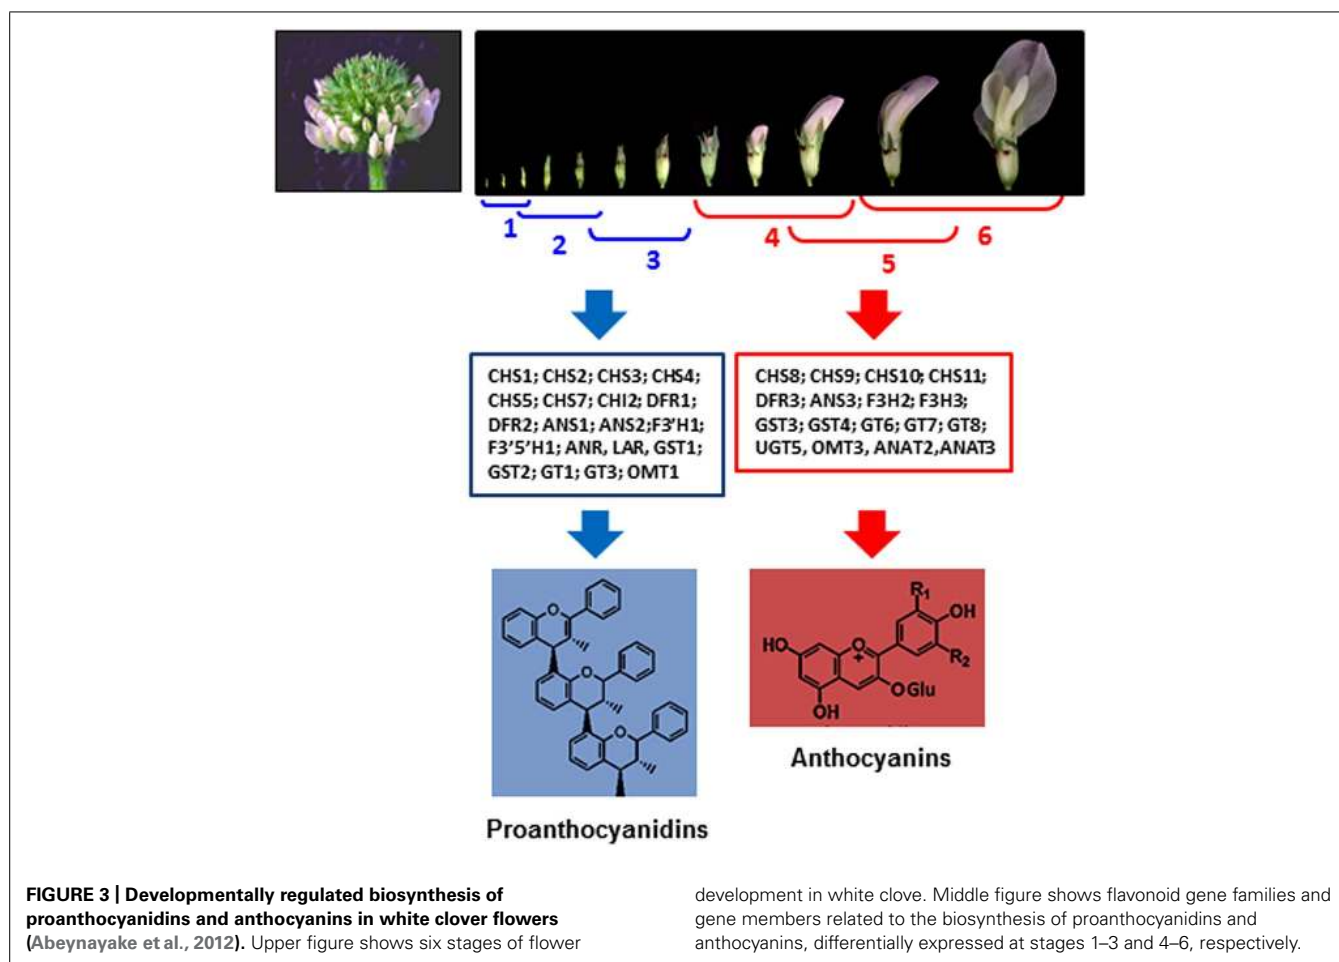 1
2
3
4
5
6
CHS1; CHS2; CHS3; CHS4;
CHS5; CHS7; CHI2; DFR1;
DFR2; ANS1; ANS2;F3'H1;
F3'5'H1; ANR, LAR, GST1;
GST2; GT1; GT3; OMT1
CHS8; CHS9; CHS10; CHS11;
DFR3; ANS3; F3H2; F3H3;
GST3; GST4; GT6; GT7; GT8;
UGT5, OMT3, ANAT2,ANAT3
O
O
O
Proanthocyanidins
R1
OH
HO
O
+
R2
OGlu
OH
Anthocyanins
FIGURE 3 | Developmentally regulated biosynthesis of
proanthocyanidins and anthocyanins in white clover flowers
(Abeynayake et al., 2012). Upper figure shows six stages of flower
development in white clove. Middle figure shows flavonoid gene families and
gene members related to the biosynthesis of proanthocyanidins and
anthocyanins, differentially expressed at stages 1–3 and 4–6, respectively.